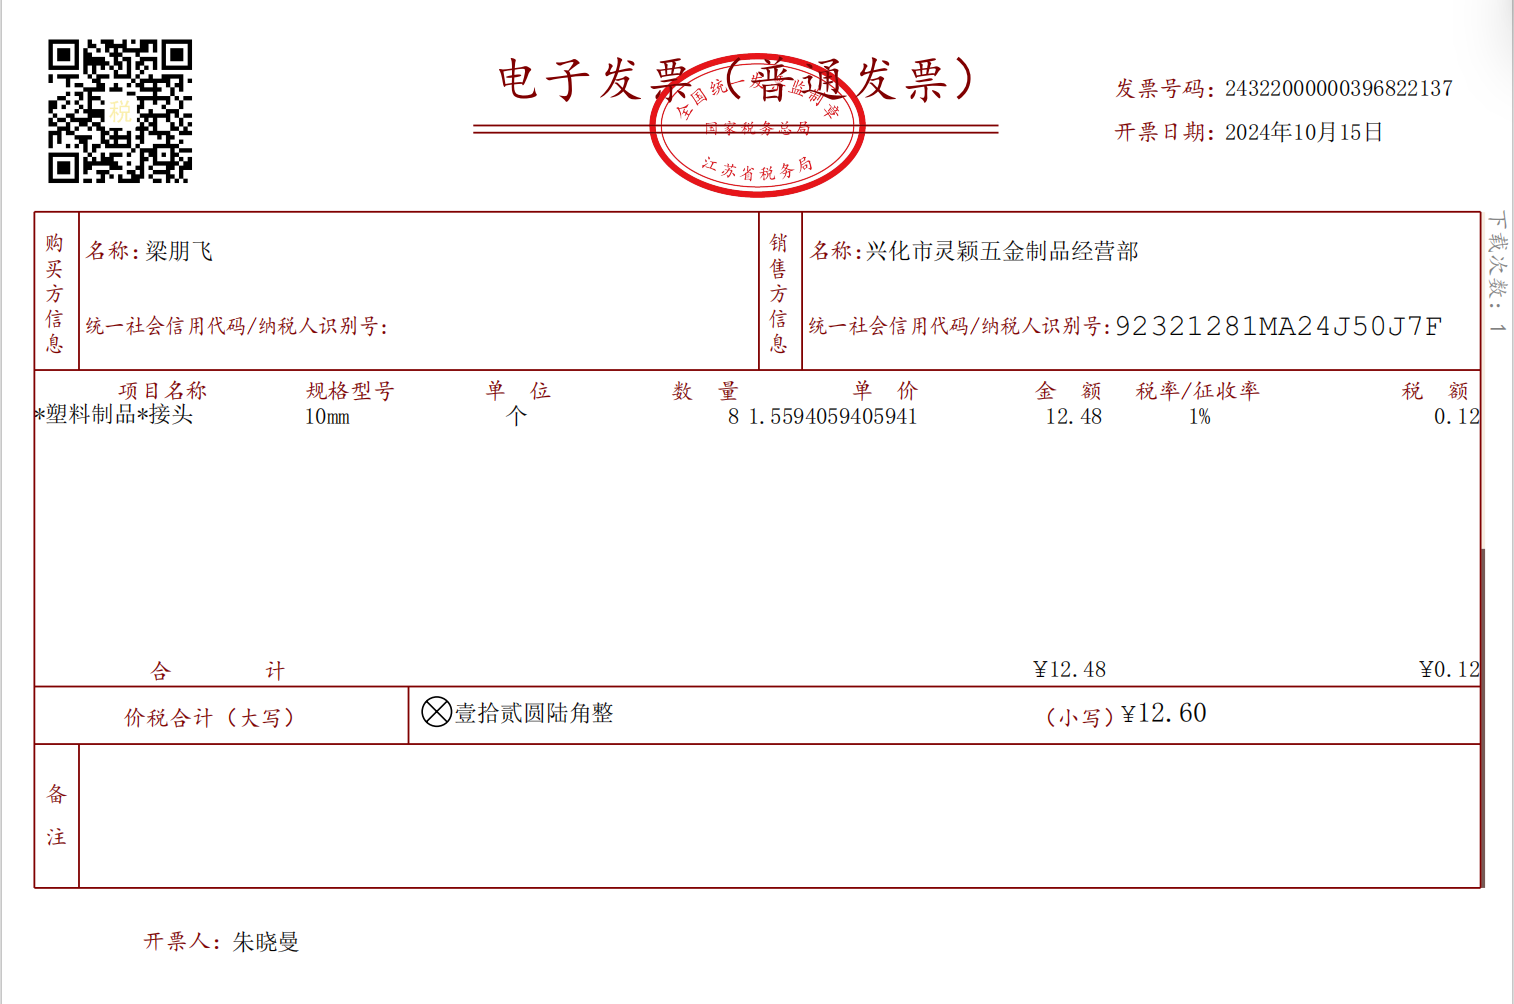 电子发票（普通发票）
全国统一发票监制章
国家税务总局
江苏省税务局
税
发票号码：24322000000396822137
开票日期：2024年10月15日
购买方信息
名称：梁朋飞
统一社会信用代码/纳税人识别号：
销售方信息
名称：兴化市灵颖五金制品经营部
统一社会信用代码/纳税人识别号：92321281MA24J50J7F
下载次数：1
项目名称 规格型号 单位 数量 单价 金额 税率/征收率 税额
*塑料制品*接头 10mm 个 8 1.5594059405941 12.48 1% 0.12
合计 ¥12.48 ¥0.12
价税合计（大写） ⊗壹拾贰圆陆角整 （小写）¥12.60
备注
开票人：朱晓曼